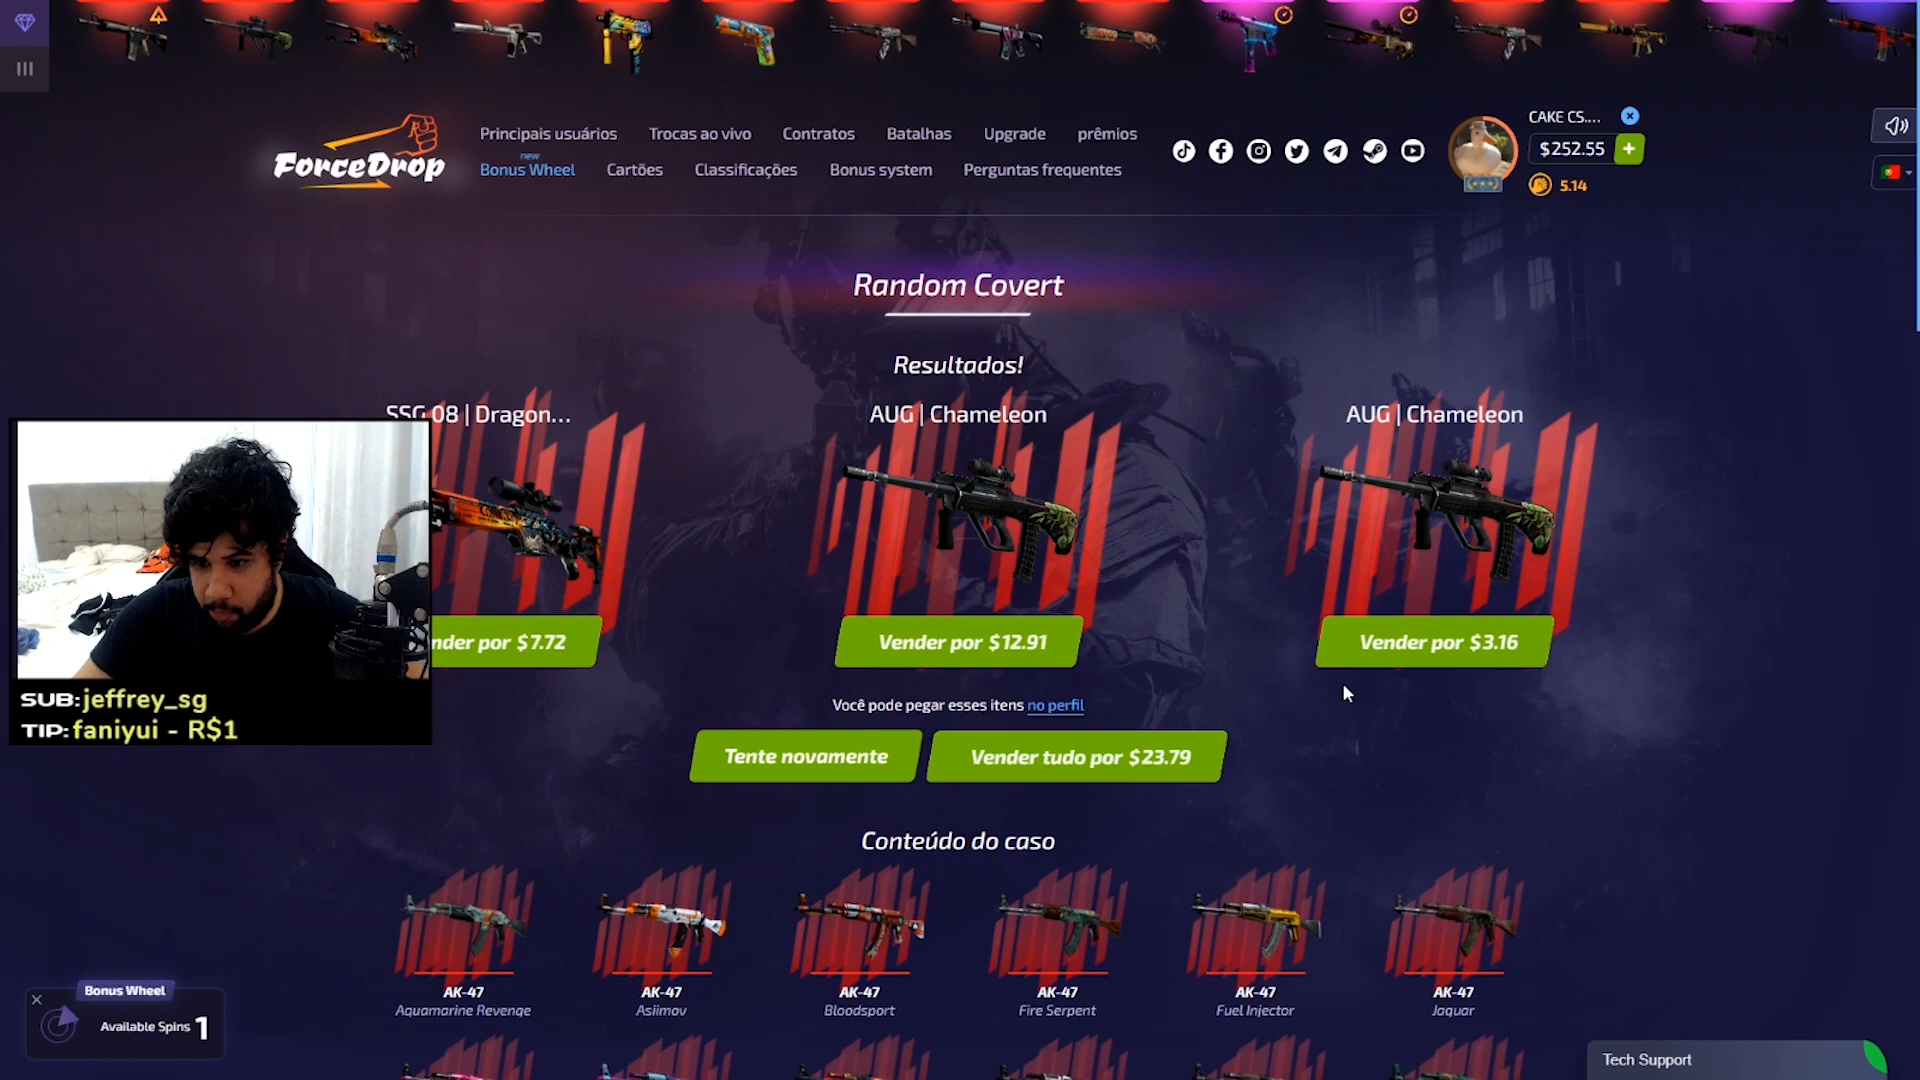 ForceDrop
Principais usuários
Trocas ao vivo
Contratos
Batalhas
Upgrade
prêmios
new
Bonus Wheel
Cartões
Classificações
Bonus system
Perguntas frequentes
CAKE CS....
$252.55
+
5.14
Random Covert
Resultados!
SSG 08 | Dragon...
AUG | Chameleon
AUG | Chameleon
nder por $7.72
Vender por $12.91
Vender por $3.16
SUB:jeffrey_sg
TIP:faniyui - R$1
Você pode pegar esses itens no perfil
Tente novamente
Vender tudo por $23.79
Conteúdo do caso
AK-47
Aquamarine Revenge
AK-47
Asiimov
AK-47
Bloodsport
AK-47
Fire Serpent
AK-47
Fuel Injector
AK-47
Jaguar
Bonus Wheel
Available Spins 1
Tech Support